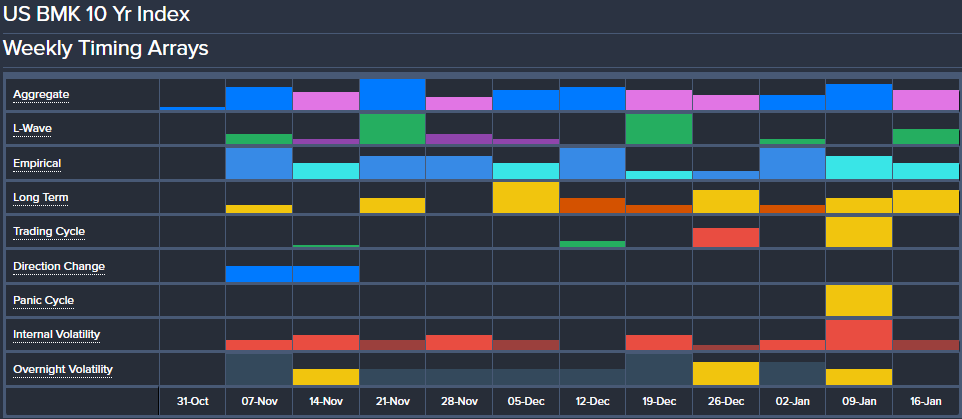 US BMK 10 Yr Index
Weekly Timing Arrays
Aggregate
L-Wave
Empirical
Long Term
Trading Cycle
Direction Change
Panic Cycle
Internal Volatility
Overnight Volatility
31-Oct 07-Nov 14-Nov 21-Nov 28-Nov 05-Dec 12-Dec 19-Dec 26-Dec 02-Jan 09-Jan 16-Jan